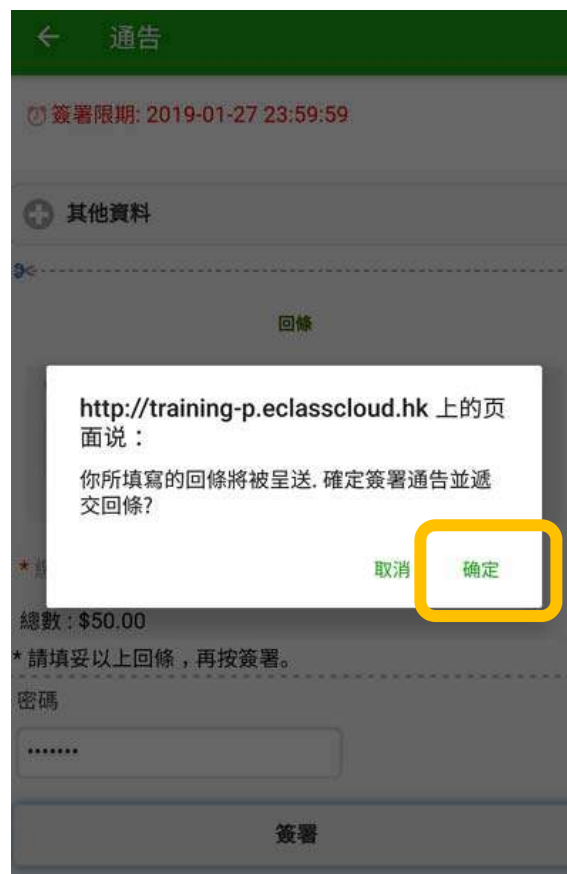 通告
簽署限期: 2019-01-27 23:59:59
其他資料
回條
http://training-p.eclasscloud.hk 上的页
面说：
你所填寫的回條將被呈送. 確定簽署通告並遞
交回條?
取消 确定
*
總數 : $50.00
* 請填妥以上回條，再按簽署。
密碼
•••••••
簽署